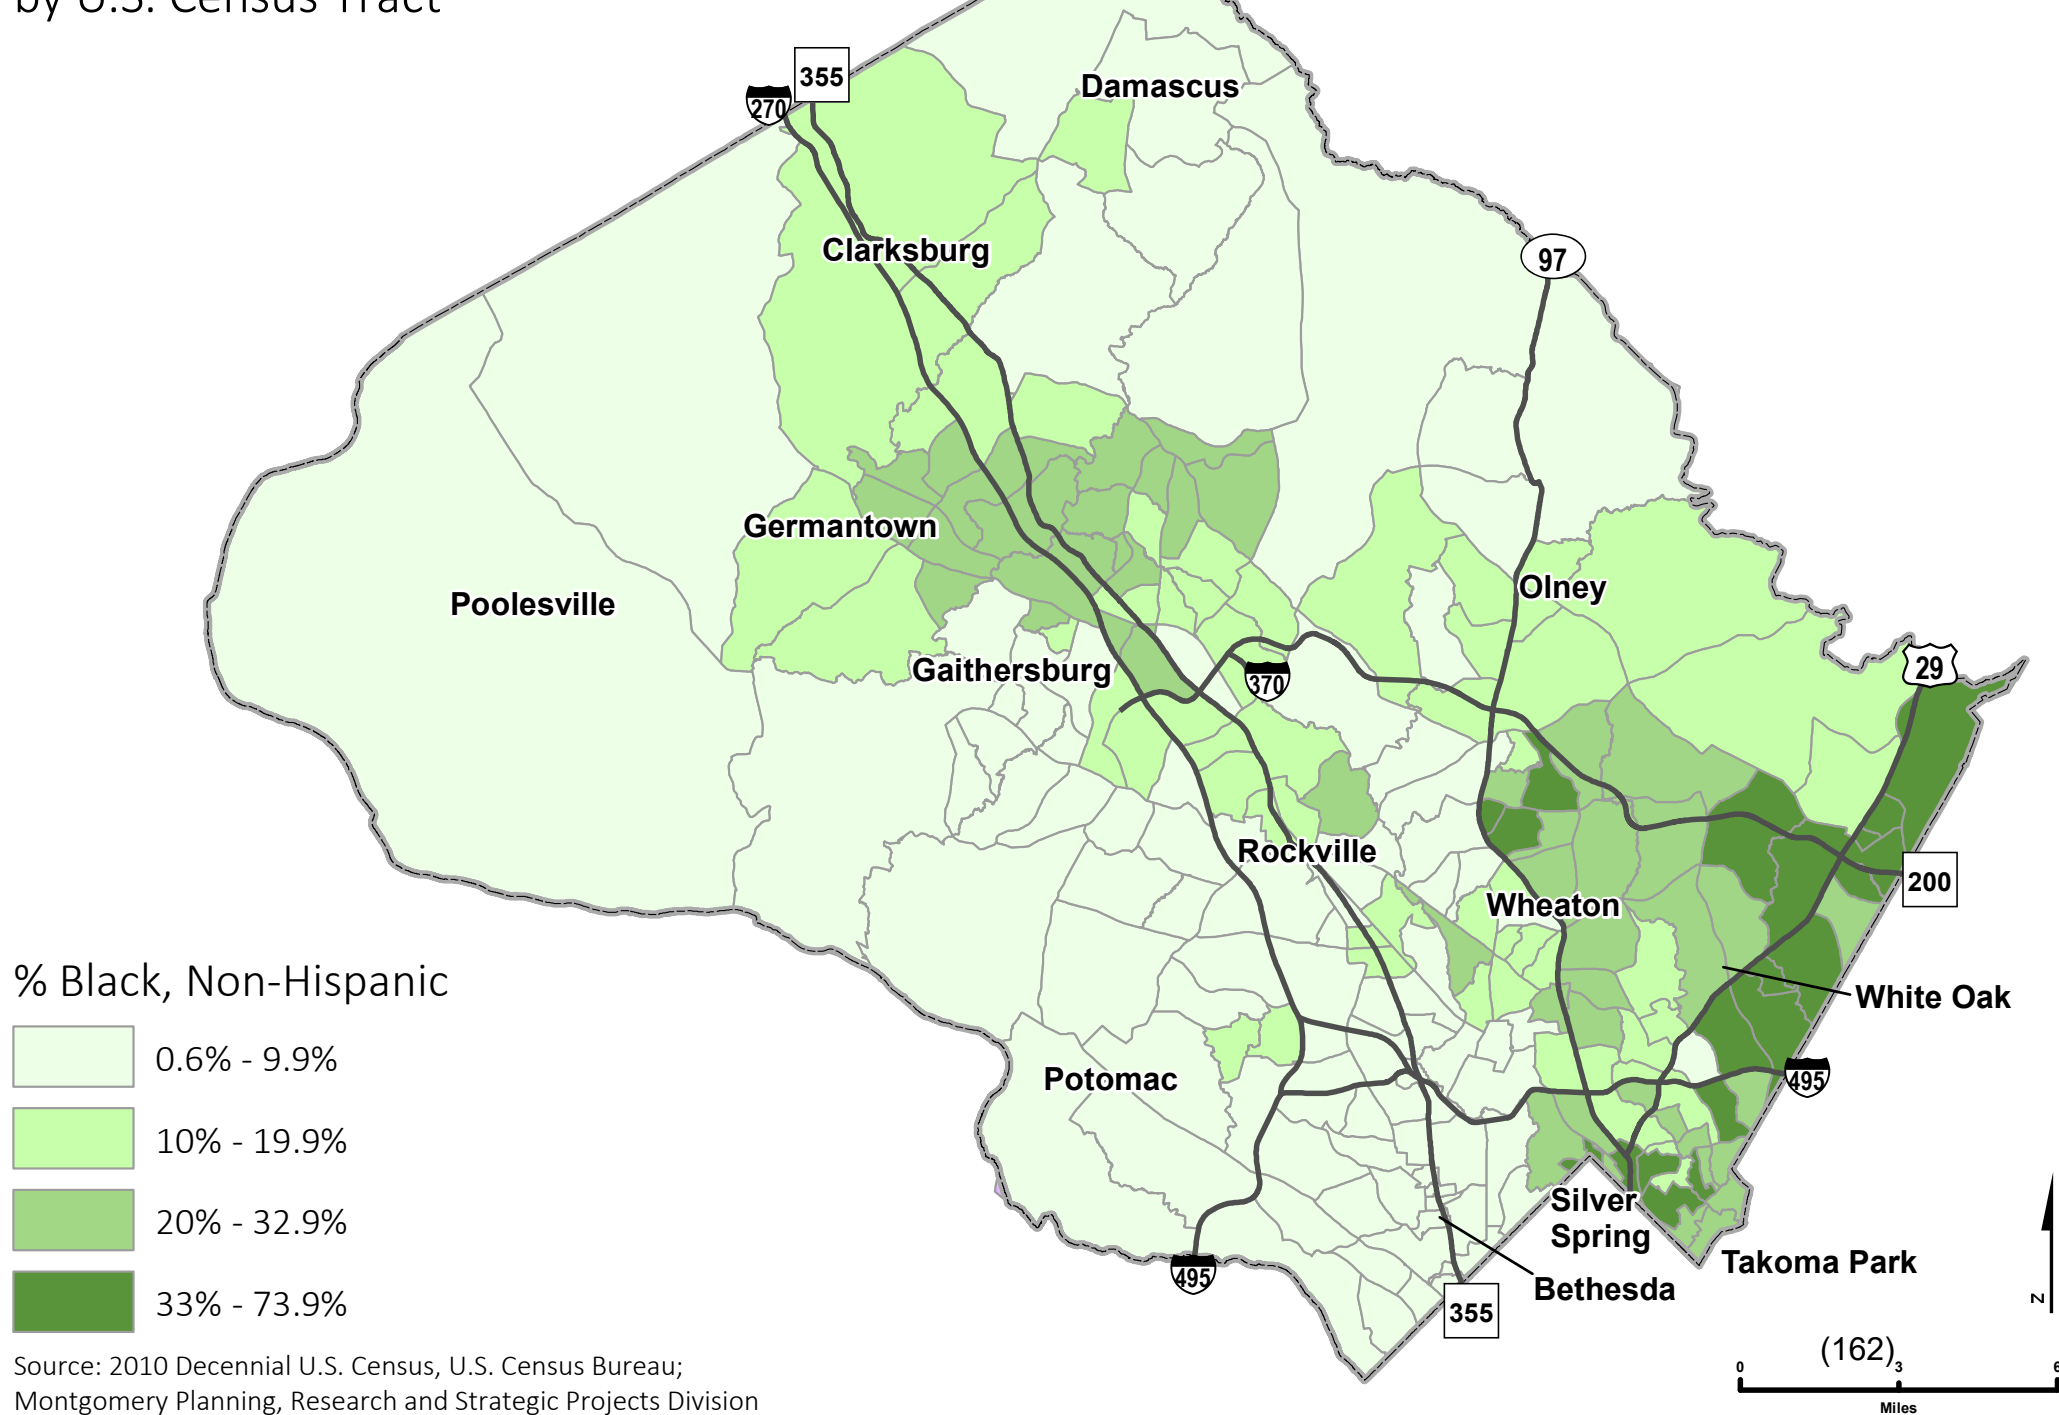 by U.S. Census Tract
355
270
Damascus
Clarksburg
97
Germantown
Olney
Poolesville
Gaithersburg
370
29
Rockville
200
Wheaton
White Oak
Potomac
495
Silver
Spring
Takoma Park
495
Bethesda
355
% Black, Non-Hispanic
0.6% - 9.9%
10% - 19.9%
20% - 32.9%
33% - 73.9%
Source: 2010 Decennial U.S. Census, U.S. Census Bureau;
Montgomery Planning, Research and Strategic Projects Division
N
(162)
0 3 6
Miles